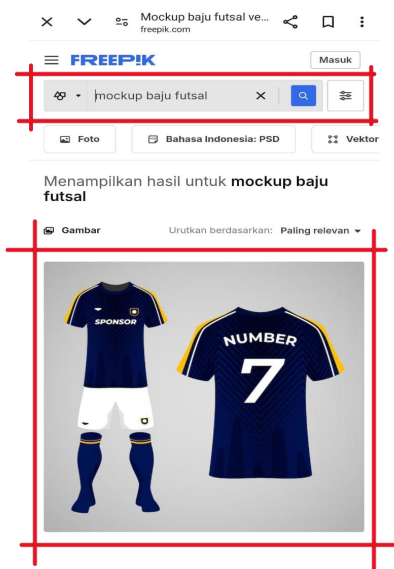 Mockup baju futsal ve...
freepik.com
FREEPIK
Masuk
mockup baju futsal
Foto
Bahasa Indonesia: PSD
Vektor
Menampilkan hasil untuk mockup baju
futsal
Gambar
Urutkan berdasarkan: Paling relevan
SPONSOR
NUMBER
7